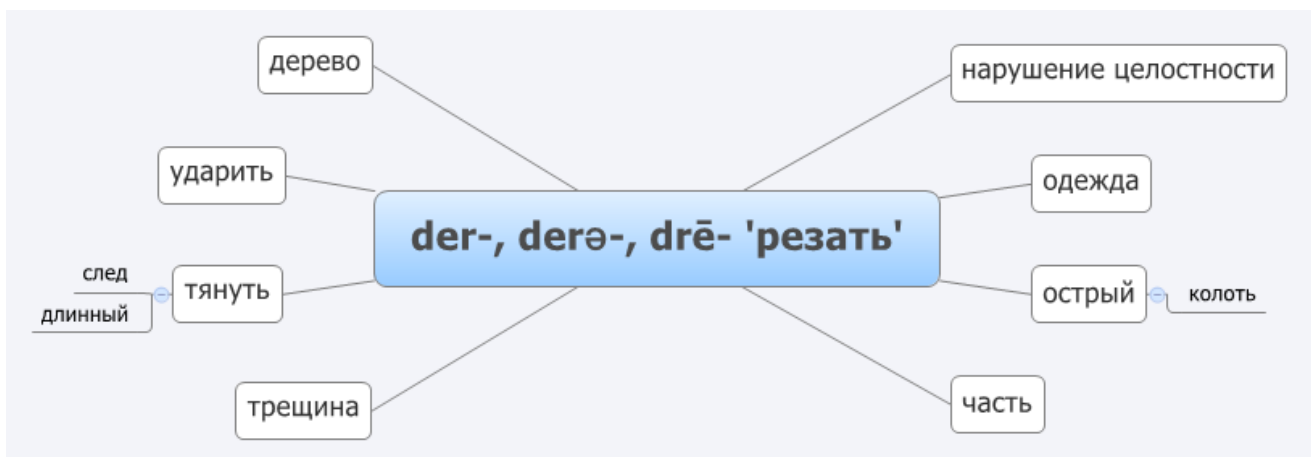 дерево
нарушение целостности
ударить
одежда
der-, derə-, drē- 'резать'
след
тянуть
длинный
острый
колоть
трещина
часть